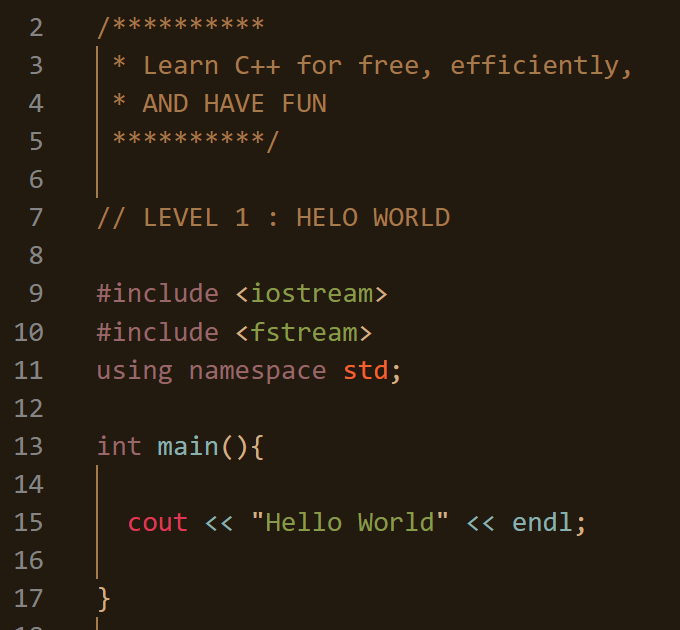 2 /**********
3 * Learn C++ for free, efficiently,
4 * AND HAVE FUN
5 **********/
6
7 // LEVEL 1 : HELO WORLD
8
9 #include <iostream>
10 #include <fstream>
11 using namespace std;
12
13 int main(){
14
15 cout << "Hello World" << endl;
16
17 }